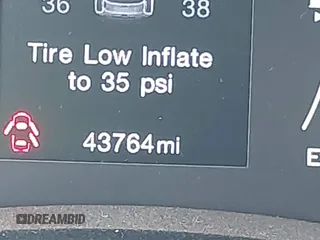 36 38
Tire Low Inflate
to 35 psi
43764mi
E
DREAMBID